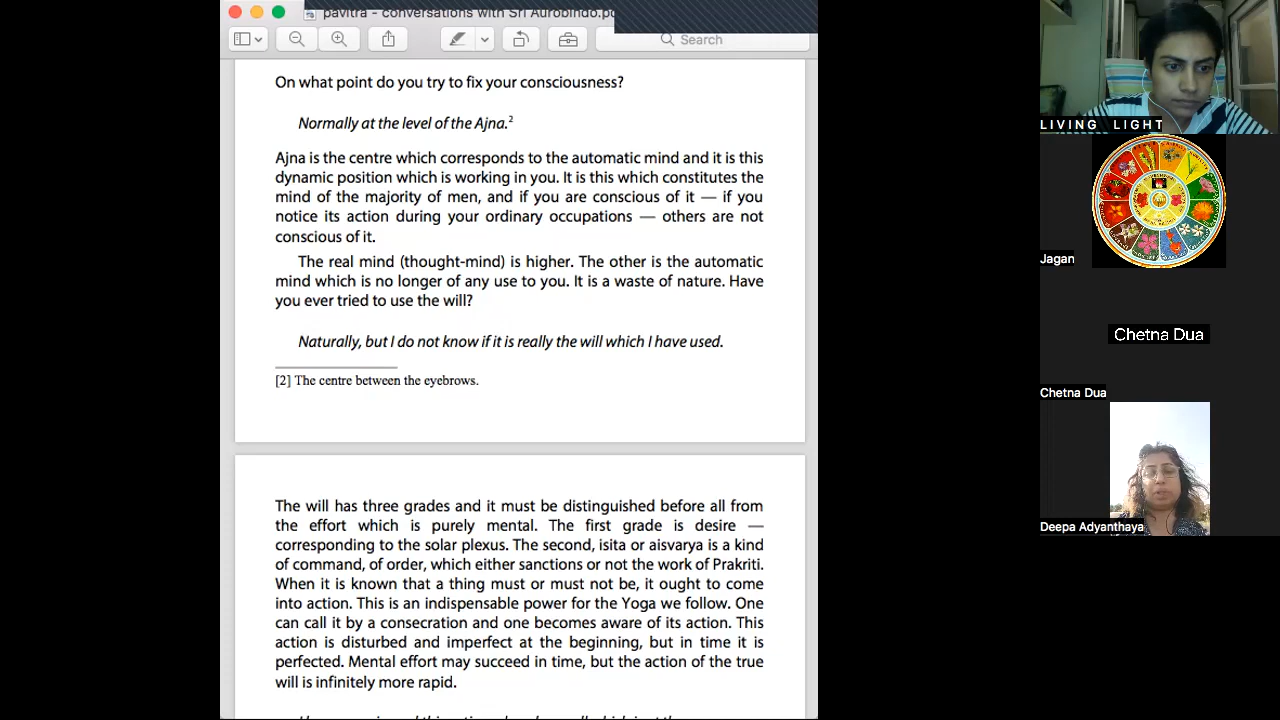 pavitra - conversations with Sri Aurobindo.pd
Search
On what point do you try to fix your consciousness?
Normally at the level of the Ajna.2
Ajna is the centre which corresponds to the automatic mind and it is this
dynamic position which is working in you. It is this which constitutes the
mind of the majority of men, and if you are conscious of it — if you
notice its action during your ordinary occupations — others are not
conscious of it.
The real mind (thought-mind) is higher. The other is the automatic
mind which is no longer of any use to you. It is a waste of nature. Have
you ever tried to use the will?
Naturally, but I do not know if it is really the will which I have used.
[2] The centre between the eyebrows.
The will has three grades and it must be distinguished before all from
the effort which is purely mental. The first grade is desire —
corresponding to the solar plexus. The second, isita or aisvarya is a kind
of command, of order, which either sanctions or not the work of Prakriti.
When it is known that a thing must or must not be, it ought to come
into action. This is an indispensable power for the Yoga we follow. One
can call it by a consecration and one becomes aware of its action. This
action is disturbed and imperfect at the beginning, but in time it is
perfected. Mental effort may succeed in time, but the action of the true
will is infinitely more rapid.
LIVING LIGHT
Jagan
Chetna Dua
Chetna Dua
Deepa Adyanthaya